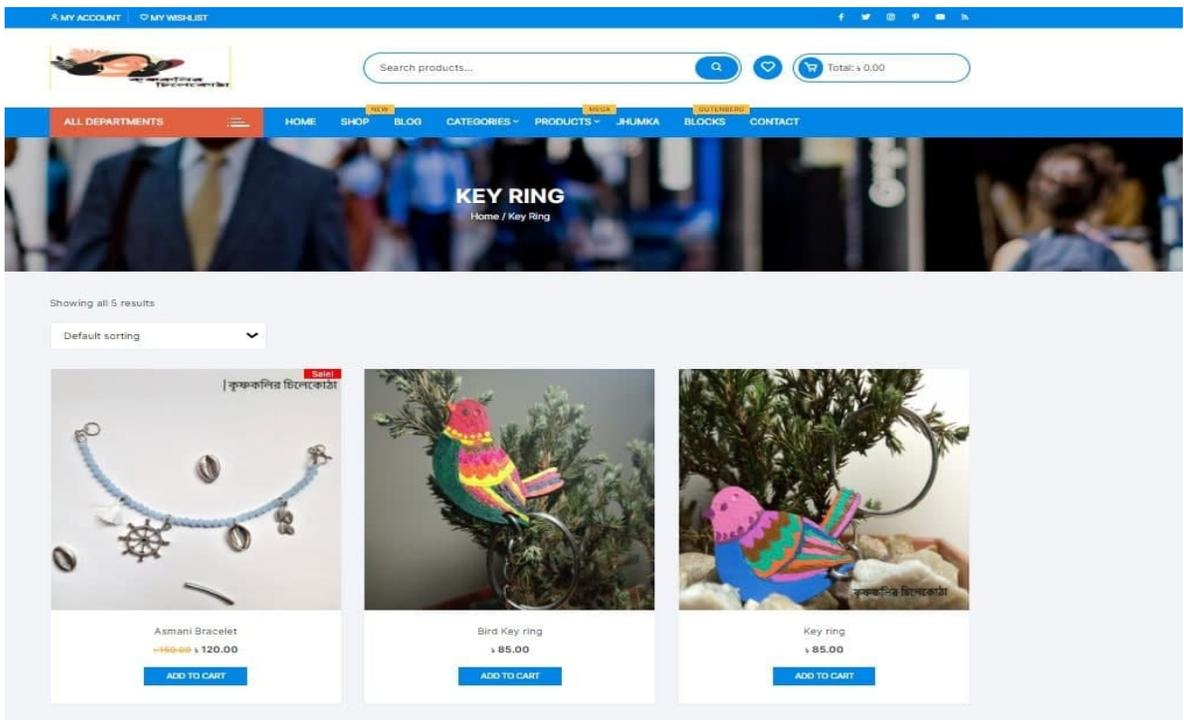 MY ACCOUNT MY WISHLIST
কৃষ্ণকলির
চিলেকোঠা
Search products...
Total: ৳ 0.00
NEW MEGA GUTENBERG
ALL DEPARTMENTS HOME SHOP BLOG CATEGORIES PRODUCTS JHUMKA BLOCKS CONTACT
KEY RING
Home / Key Ring
Showing all 5 results
Default sorting
Sale!
| কৃষ্ণকলির চিলেকোঠা
কৃষ্ণকলির চিলেকোঠা
Asmani Bracelet Bird Key ring Key ring
৳ 150.00 ৳ 120.00 ৳ 85.00 ৳ 85.00
ADD TO CART ADD TO CART ADD TO CART